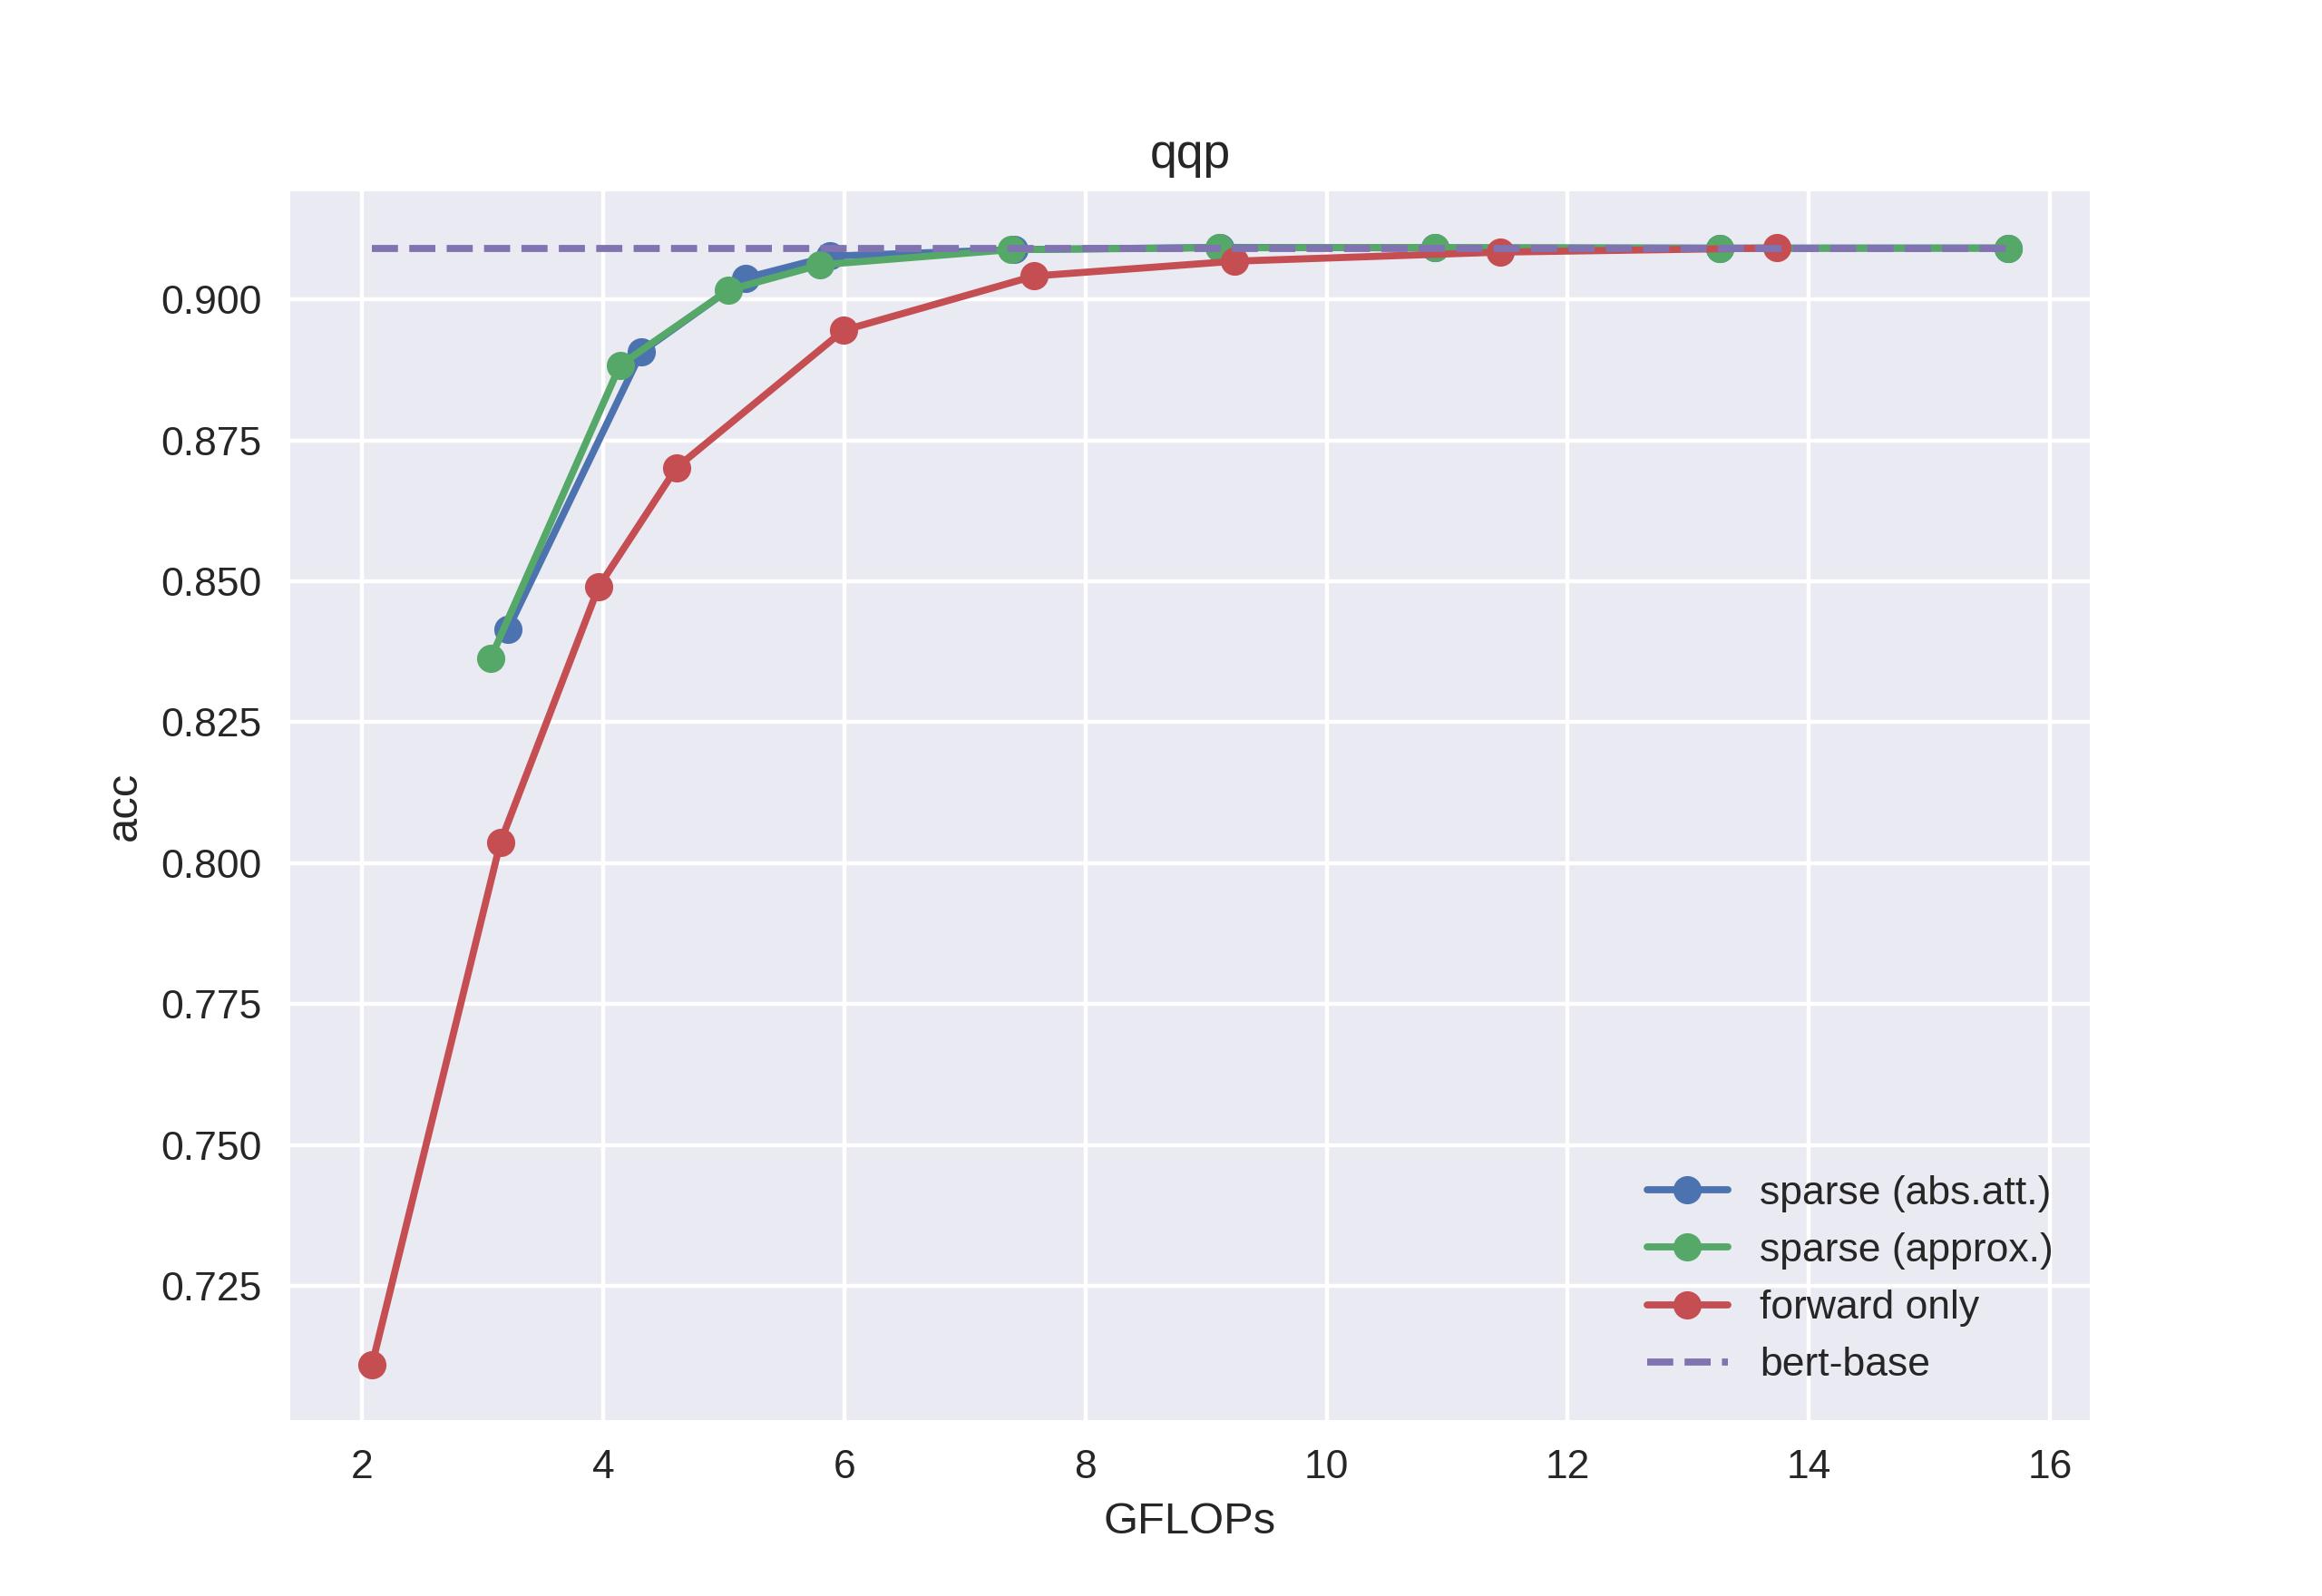 qqp
0.900
0.875
0.850
0.825
0.800
0.775
0.750
0.725
acc
sparse (abs.att.)
sparse (approx.)
forward only
bert-base
2 4 6 8 10 12 14 16
GFLOPs